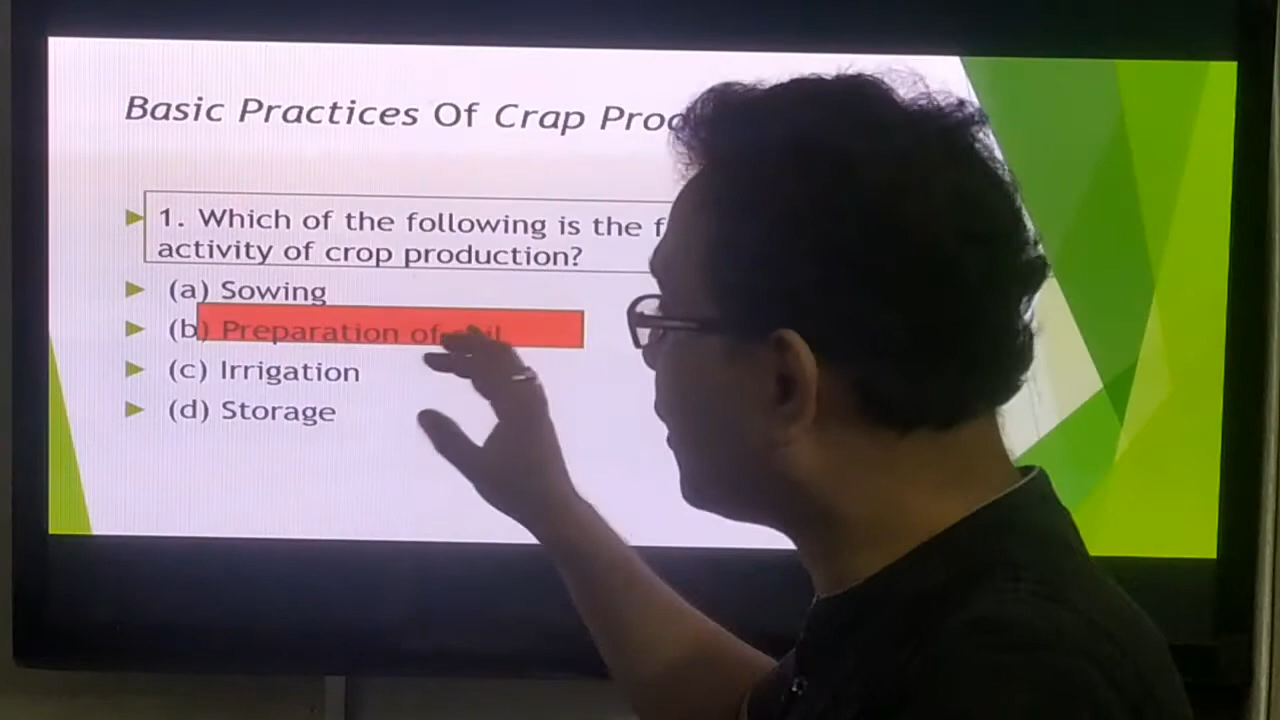 Basic Practices Of Crap
1. Which of the following is the
activity of crop production?
(a) Sowing
(b) Preparation of
(c) Irrigation
(d) Storage